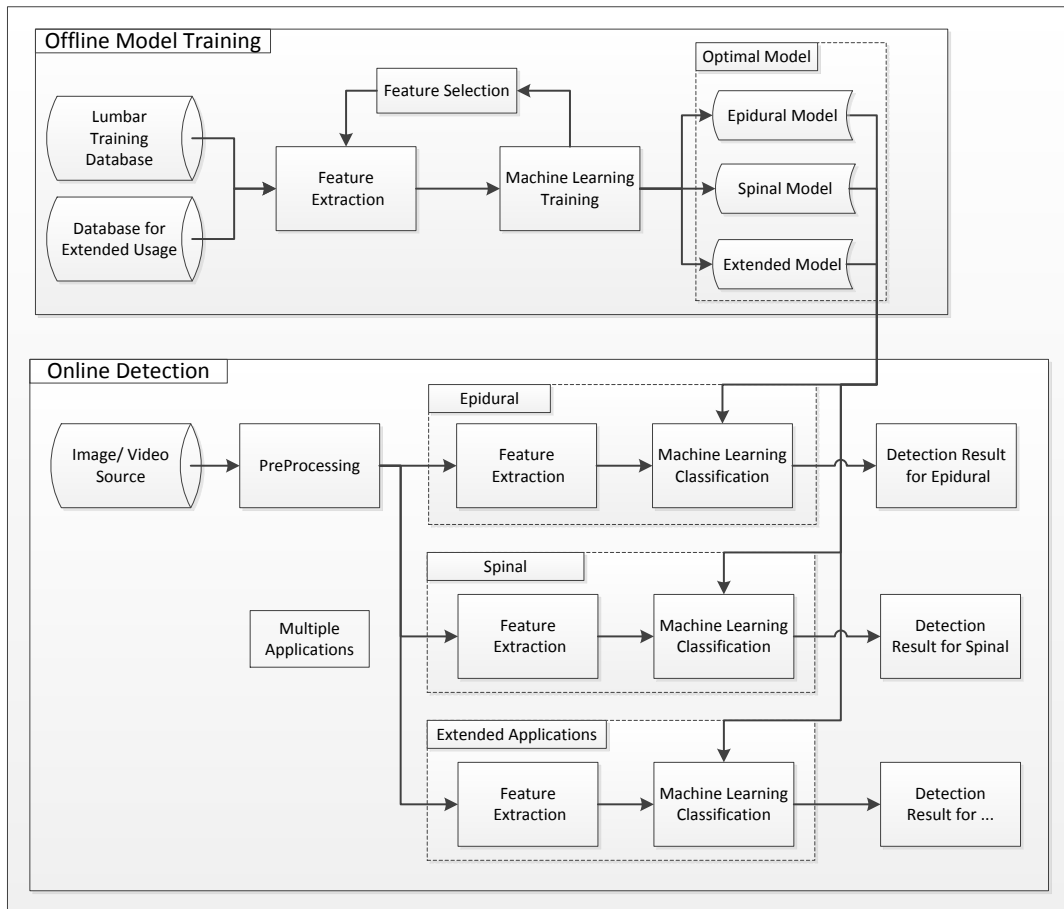 Offline Model Training
Optimal Model
Feature Selection
Lumbar
Training
Database
Epidural Model
Feature
Extraction
Machine Learning
Training
Spinal Model
Database for
Extended Usage
Extended Model
Online Detection
Epidural
Image/ Video
Source
PreProcessing
Feature
Extraction
Machine Learning
Classification
Detection Result
for Epidural
Spinal
Multiple
Applications
Feature
Extraction
Machine Learning
Classification
Detection
Result for Spinal
Extended Applications
Feature
Extraction
Machine Learning
Classification
Detection
Result for ...